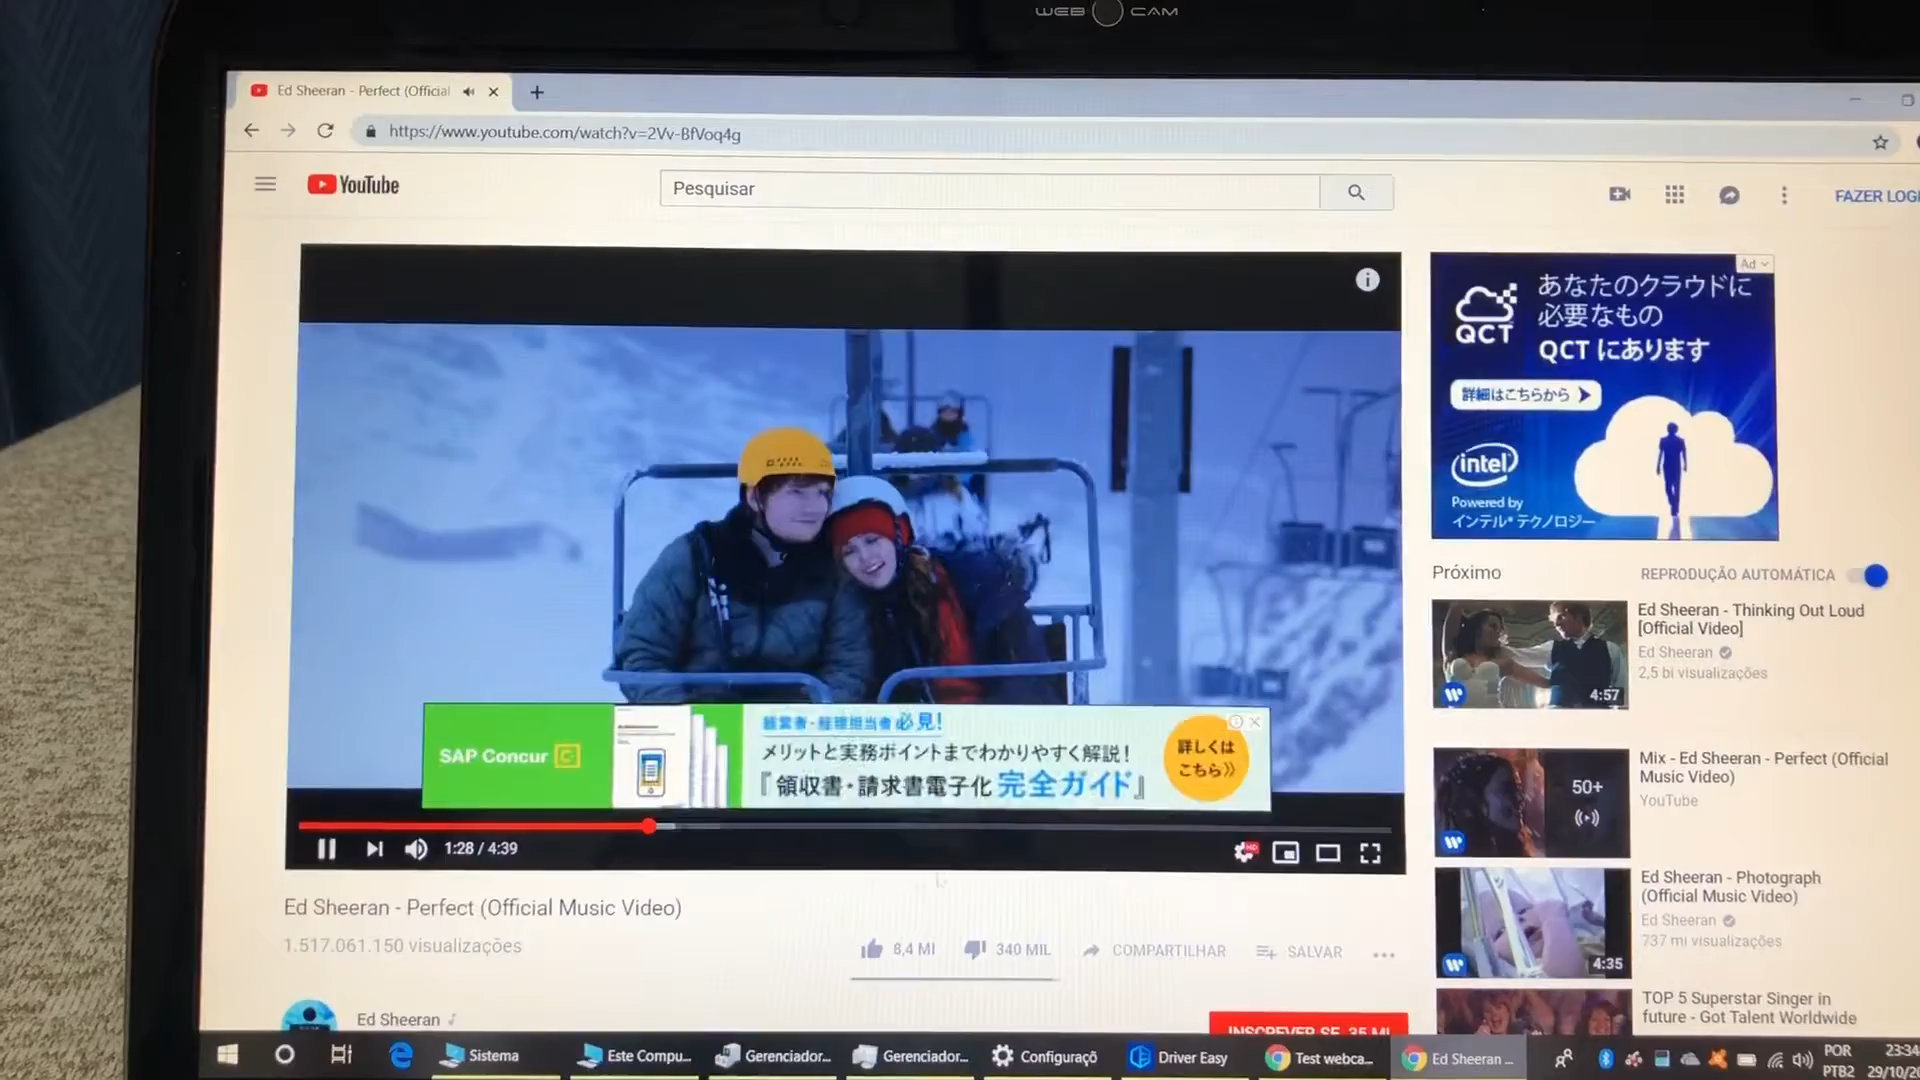 WEB CAM
Ed Sheeran - Perfect (Official
https://www.youtube.com/watch?v=2Vv-BfVoq4g
YouTube
Pesquisar
FAZER LOGI
Ad
QCT
あなたのクラウドに
必要なもの
QCT にあります
詳細はこちらから
intel
Powered by
インテル® テクノロジー
SAP Concur
経営者・経理担当者必見!
メリットと実務ポイントまでわかりやすく解説!
『領収書・請求書電子化 完全ガイド』
詳しくは
こちら》
1:28 / 4:39
HD
Ed Sheeran - Perfect (Official Music Video)
1.517.061.150 visualizações
8,4 MI
340 MIL
COMPARTILHAR
SALVAR
Ed Sheeran
INSCREVER-SE 35 MI
Próximo
REPRODUÇÃO AUTOMÁTICA
Ed Sheeran - Thinking Out Loud
[Official Video]
Ed Sheeran
2,5 bi visualizações
4:57
Mix - Ed Sheeran - Perfect (Official
Music Video)
YouTube
50+
Ed Sheeran - Photograph
(Official Music Video)
Ed Sheeran
737 mi visualizações
4:35
TOP 5 Superstar Singer in
future - Got Talent Worldwide
Sistema
Este Compu...
Gerenciador...
Gerenciador...
Configuraçõ
Driver Easy
Test webca...
Ed Sheeran ...
POR
PTB2
23:34
29/10/20